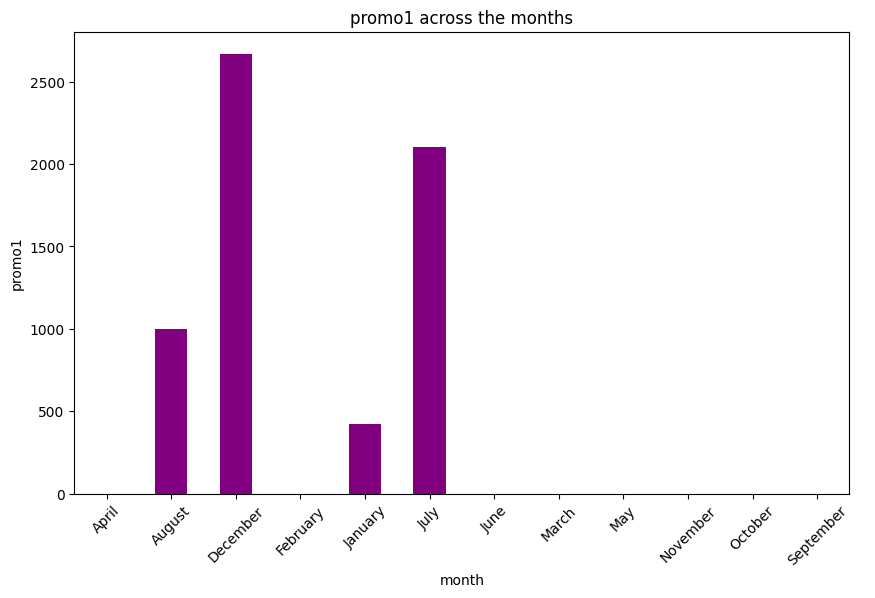 promo1 across the months
promo1
2500
2000
1500
1000
500
0
April
August
December
February
January
July
June
March
May
November
October
September
month